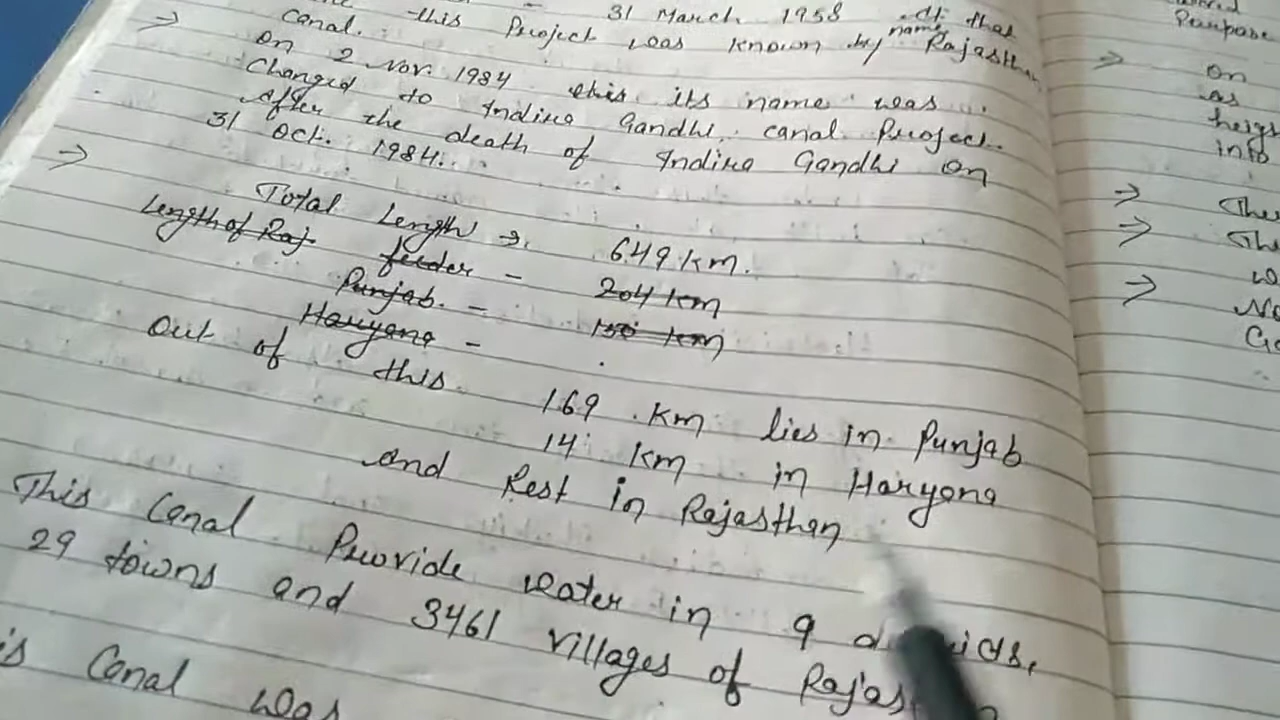 31 March 1958 At that
canal. this Project was known by name Rajasthan
⇒ On 2 Nov. 1984 this its name was
Changed to Indira Gandhi canal Project.
After the death of Indira Gandhi on
31 Oct. 1984.
⇒ Total Length ⇒ 649 km.
Length of Raj. feeder - 204 km
Punjab. - 150 km
Haryana -
Out of this 169 km lies in Punjab
14 km in Haryana
and Rest in Rajasthan
This Canal Provide water in 9
29 towns and 3461 villages of
Canal was
Purpose
⇒ On
as
info
⇒
⇒
⇒